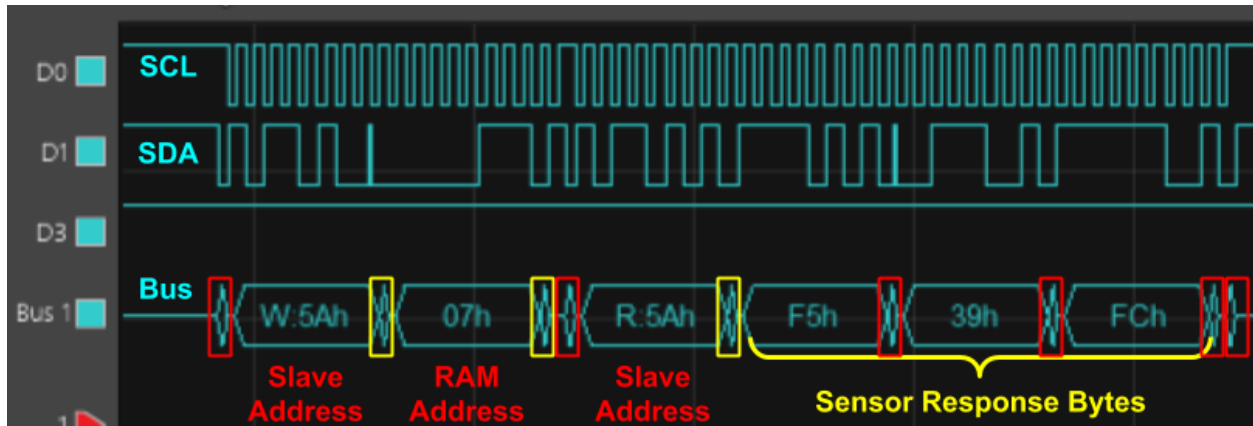 D0
SCL
D1
SDA
D3
Bus 1
Bus
W:5Ah
07h
R:5Ah
F5h
39h
FCh
Slave
Address
RAM
Address
Slave
Address
Sensor Response Bytes
1